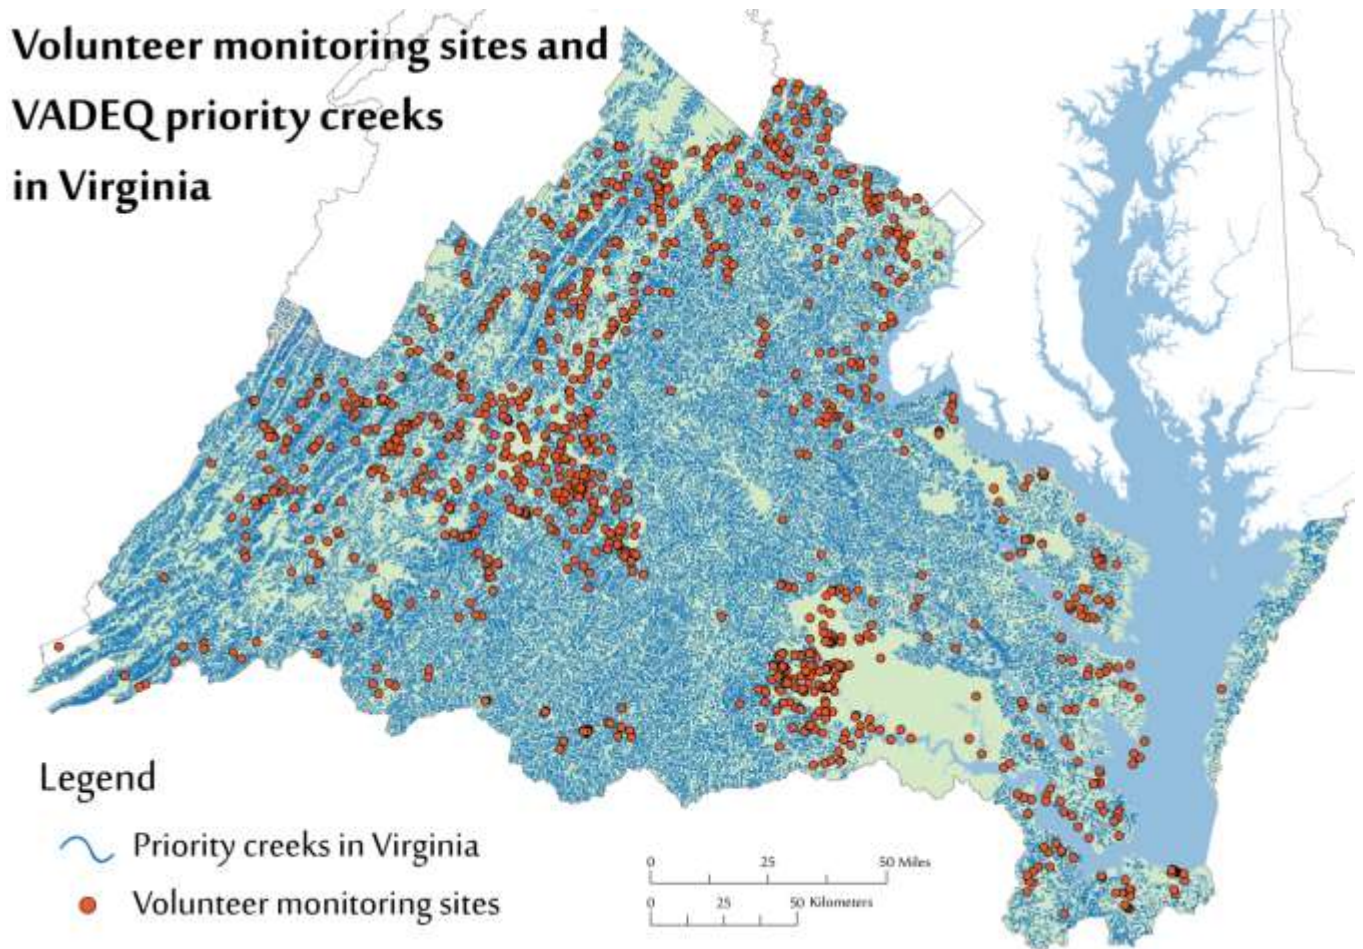 Volunteer monitoring sites and
VADEQ priority creeks
in Virginia
Legend
Priority creeks in Virginia
Volunteer monitoring sites
0 25 50 Miles
0 25 50 Kilometers